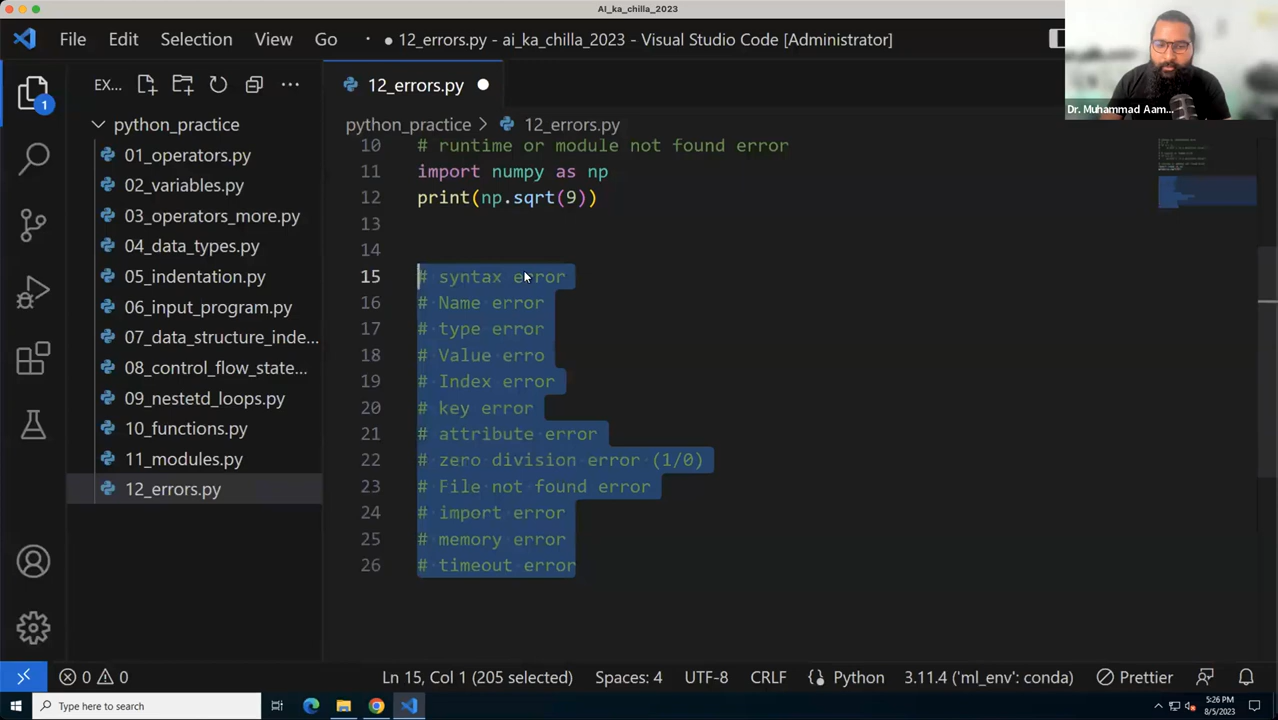 AI_ka_chilla_2023
File Edit Selection View Go
12_errors.py - ai_ka_chilla_2023 - Visual Studio Code [Administrator]
Dr. Muhammad Aam...
EX...
12_errors.py
1
python_practice
python_practice > 12_errors.py
01_operators.py
02_variables.py
03_operators_more.py
04_data_types.py
05_indentation.py
06_input_program.py
07_data_structure_inde...
08_control_flow_state...
09_nestetd_loops.py
10_functions.py
11_modules.py
12_errors.py
10 # runtime or module not found error
11 import numpy as np
12 print(np.sqrt(9))
13
14
15 # syntax error
16 # Name error
17 # type error
18 # Value erro
19 # Index error
20 # key error
21 # attribute error
22 # zero division error (1/0)
23 # File not found error
24 # import error
25 # memory error
26 # timeout error
0 0 Ln 15, Col 1 (205 selected) Spaces: 4 UTF-8 CRLF Python 3.11.4 ('ml_env': conda) Prettier
Type here to search
5:26 PM
8/5/2023